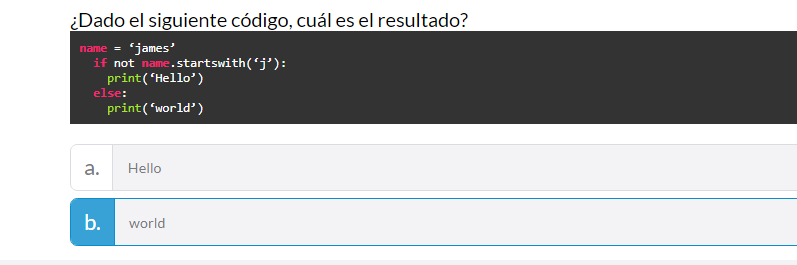 ¿Dado el siguiente código, cuál es el resultado?
name = ‘james’
if not name.startswith(‘j’):
print(‘Hello’)
else:
print(‘world’)
a. Hello
b. world